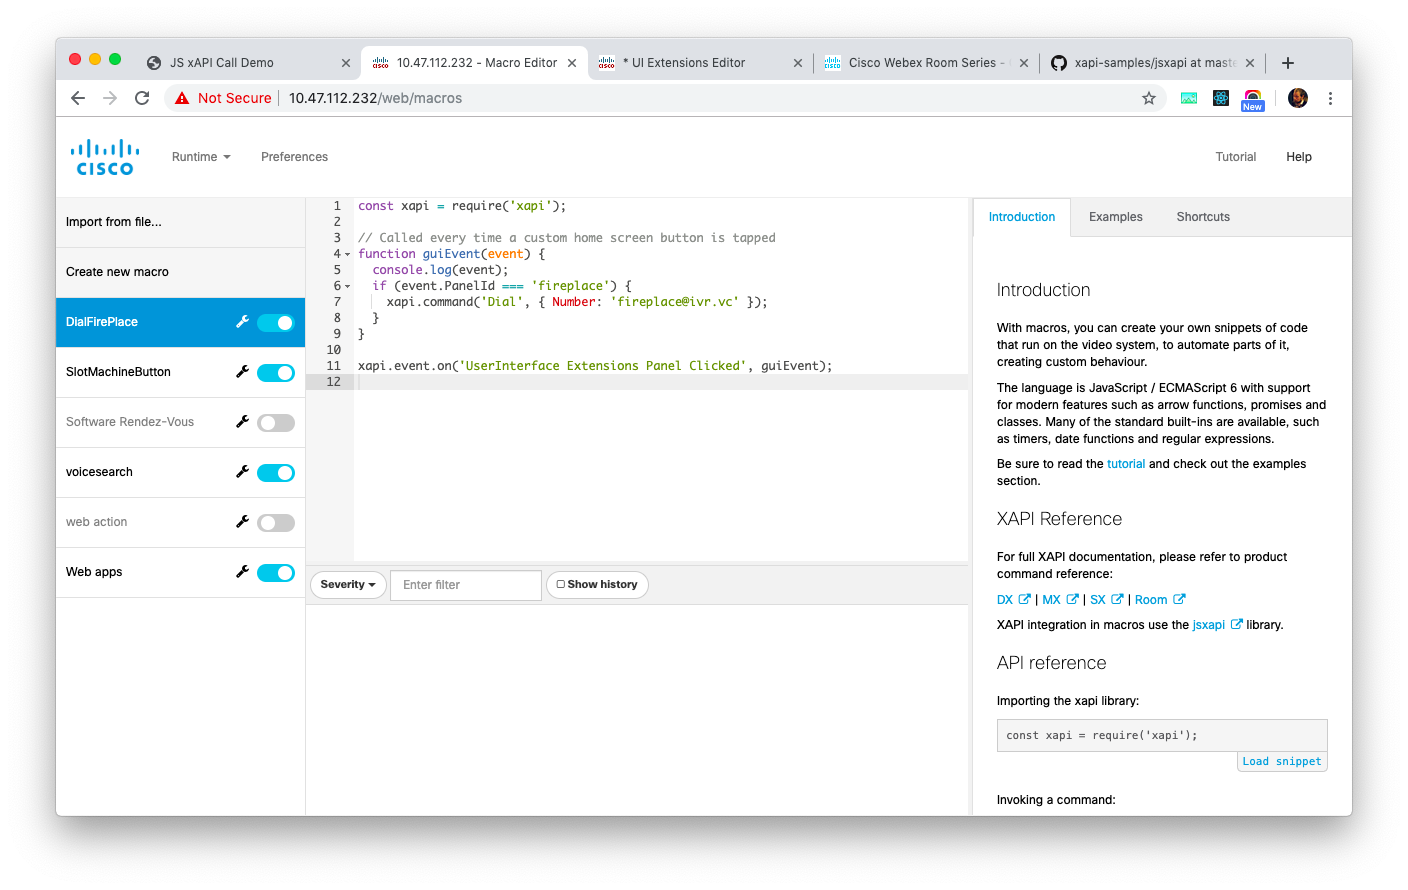 JS xAPI Call Demo
10.47.112.232 - Macro Editor
* UI Extensions Editor
Cisco Webex Room Series -
xapi-samples/jsxapi at maste
Not Secure
10.47.112.232/web/macros
New
CISCO
Runtime
Preferences
Tutorial
Help
Import from file...
Create new macro
DialFirePlace
SlotMachineButton
Software Rendez-Vous
voicesearch
web action
Web apps
1 const xapi = require('xapi');
2
3 // Called every time a custom home screen button is tapped
4 function guiEvent(event) {
5 console.log(event);
6 if (event.PanelId === 'fireplace') {
7 xapi.command('Dial', { Number: 'fireplace@ivr.vc' });
8 }
9 }
10
11 xapi.event.on('UserInterface Extensions Panel Clicked', guiEvent);
12
Severity
Enter filter
Show history
Introduction
Examples
Shortcuts
Introduction
With macros, you can create your own snippets of code
that run on the video system, to automate parts of it,
creating custom behaviour.
The language is JavaScript / ECMAScript 6 with support
for modern features such as arrow functions, promises and
classes. Many of the standard built-ins are available, such
as timers, date functions and regular expressions.
Be sure to read the tutorial and check out the examples
section.
XAPI Reference
For full XAPI documentation, please refer to product
command reference:
DX | MX | SX | Room
XAPI integration in macros use the jsxapi library.
API reference
Importing the xapi library:
const xapi = require('xapi');
Load snippet
Invoking a command: